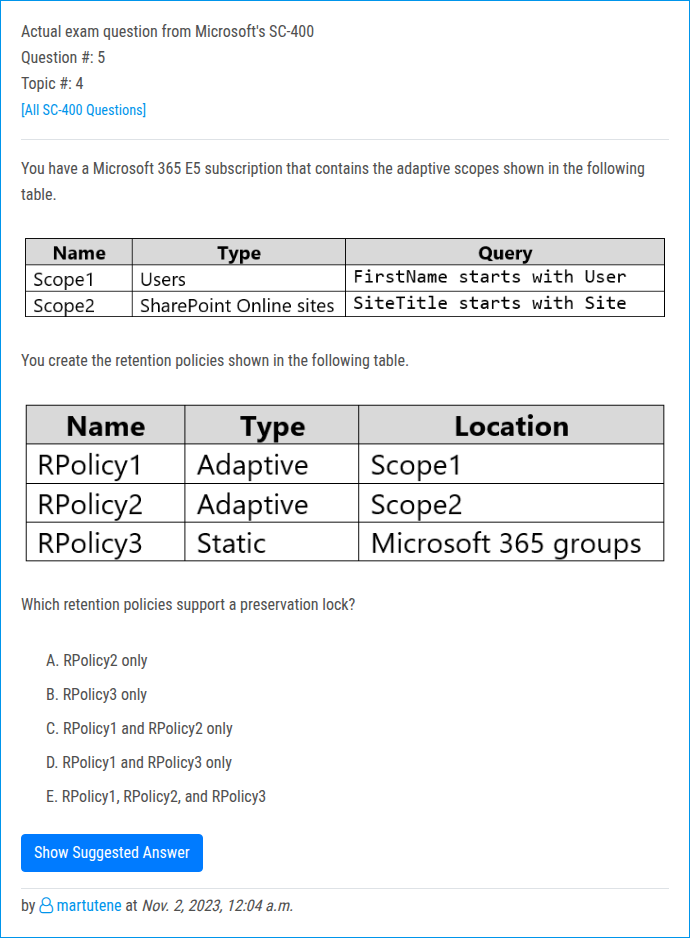 Actual exam question from Microsoft's SC-400
Question #: 5
Topic #: 4
[All SC-400 Questions]
You have a Microsoft 365 E5 subscription that contains the adaptive scopes shown in the following
table.
Name Type Query
Scope1 Users FirstName starts with User
Scope2 SharePoint Online sites SiteTitle starts with Site
You create the retention policies shown in the following table.
Name Type Location
RPolicy1 Adaptive Scope1
RPolicy2 Adaptive Scope2
RPolicy3 Static Microsoft 365 groups
Which retention policies support a preservation lock?
A. RPolicy2 only
B. RPolicy3 only
C. RPolicy1 and RPolicy2 only
D. RPolicy1 and RPolicy3 only
E. RPolicy1, RPolicy2, and RPolicy3
Show Suggested Answer
by martutene at Nov. 2, 2023, 12:04 a.m.